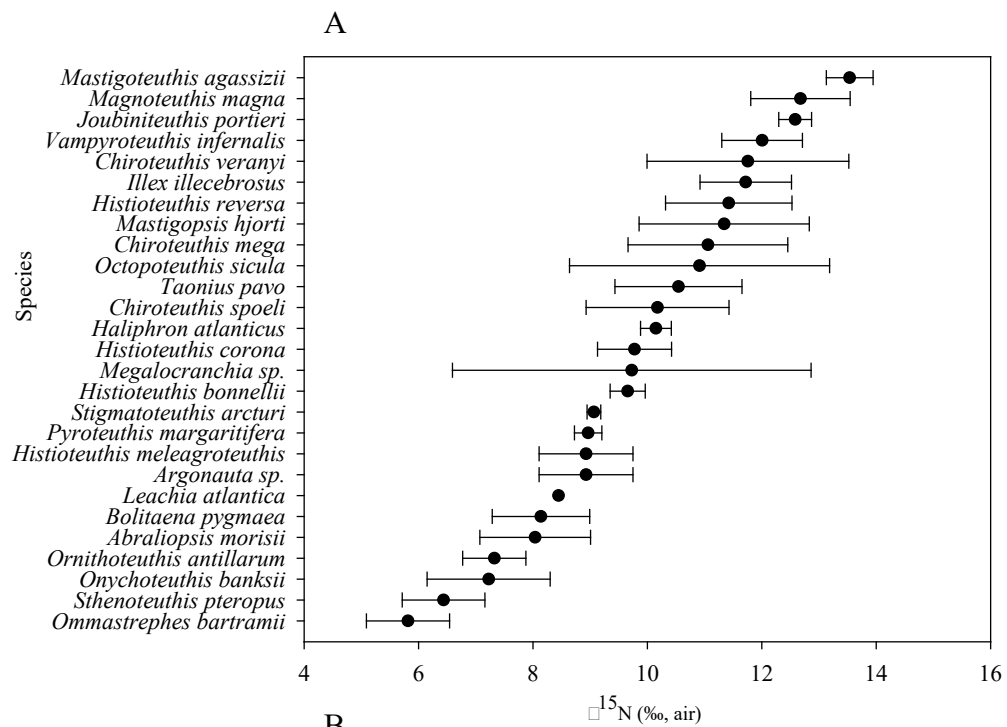 A
Species
Mastigoteuthis agassizii
Magnoteuthis magna
Joubiniteuthis portieri
Vampyroteuthis infernalis
Chiroteuthis veranyi
Illex illecebrosus
Histioteuthis reversa
Mastigopsis hjorti
Chiroteuthis mega
Octopoteuthis sicula
Taonius pavo
Chiroteuthis spoeli
Haliphron atlanticus
Histioteuthis corona
Megalocranchia sp.
Histioteuthis bonnellii
Stigmatoteuthis arcturi
Pyroteuthis margaritifera
Histioteuthis meleagroteuthis
Argonauta sp.
Leachia atlantica
Bolitaena pygmaea
Abraliopsis morisii
Ornithoteuthis antillarum
Onychoteuthis banksii
Sthenoteuthis pteropus
Ommastrephes bartramii
4 6 8 10 12 14 16
□15N (‰, air)
B